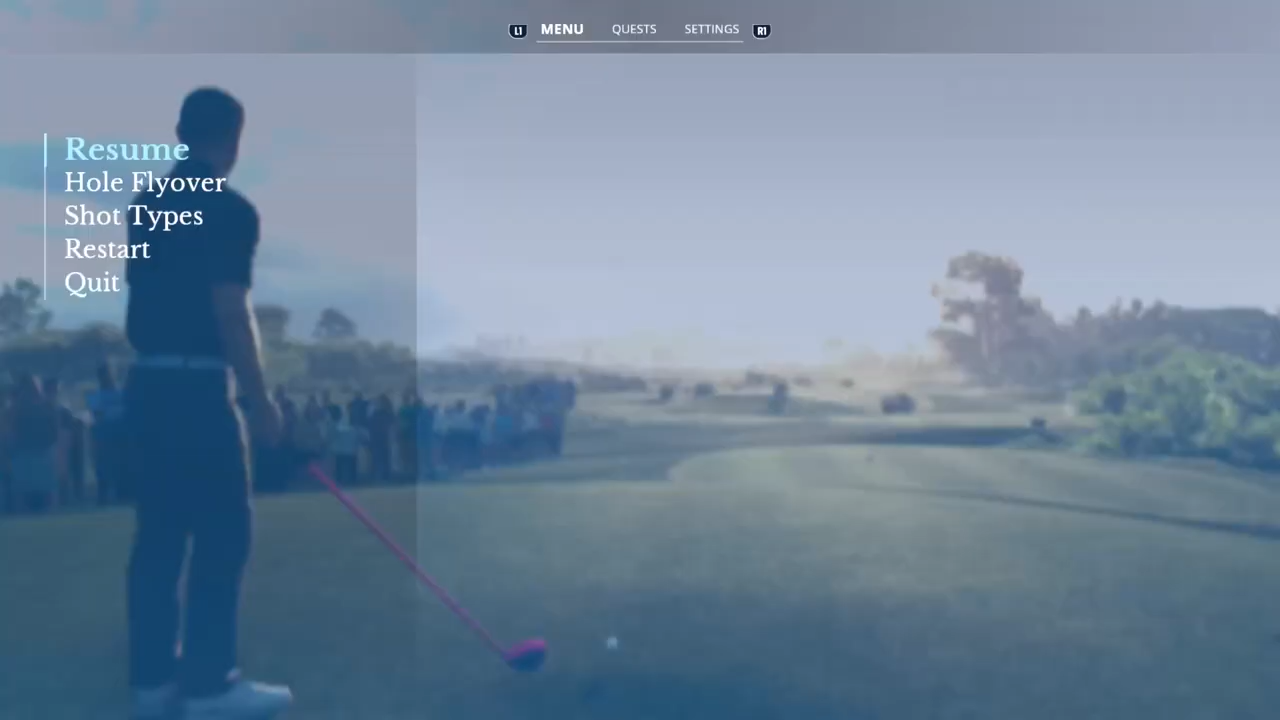 L1 MENU QUESTS SETTINGS R1
Resume
Hole Flyover
Shot Types
Restart
Quit